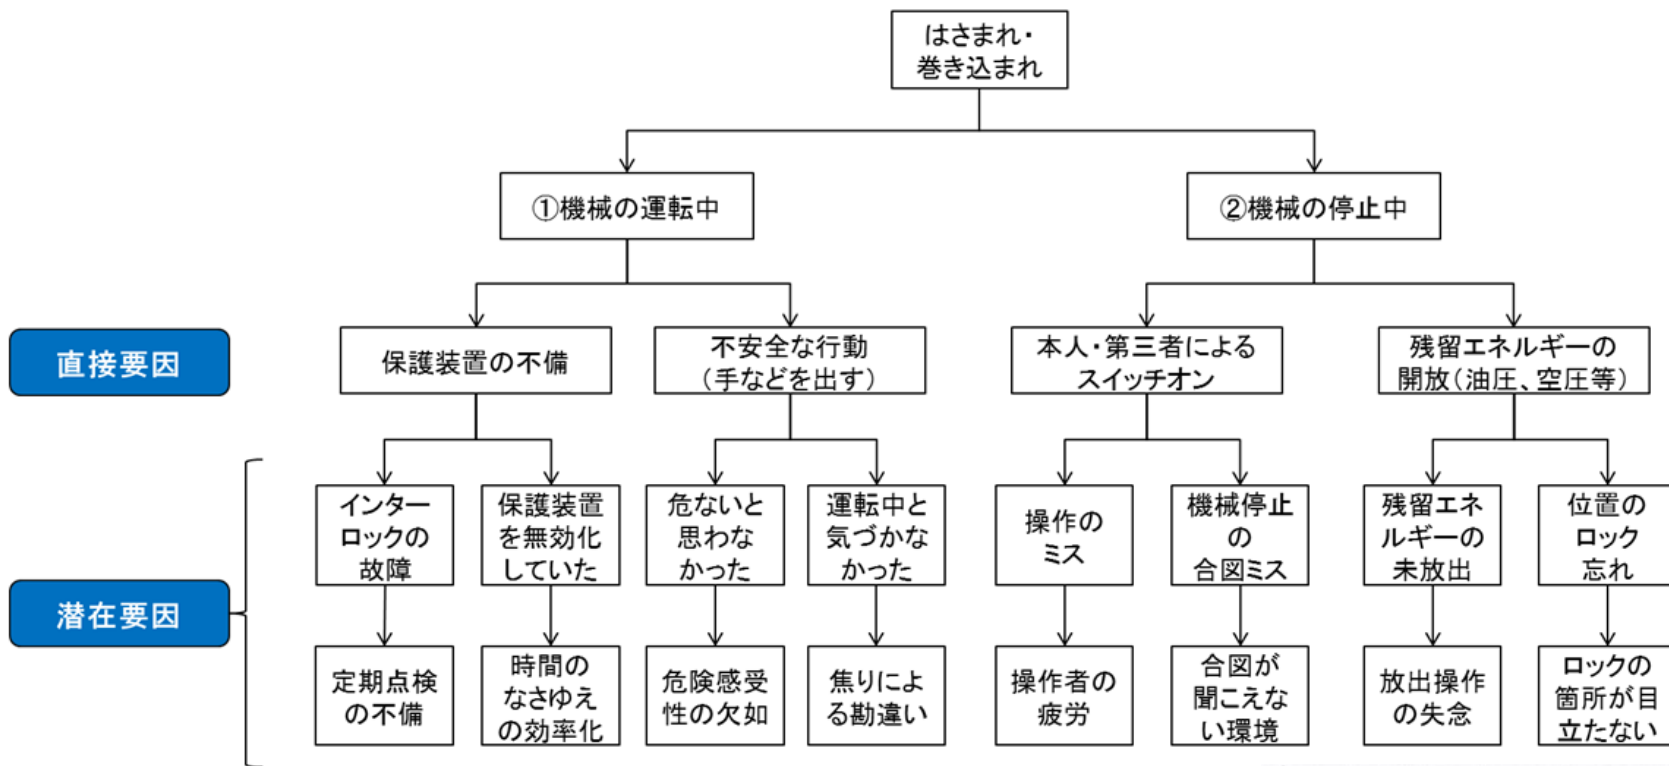 はさまれ・
巻き込まれ
①機械の運転中
②機械の停止中
直接要因
保護装置の不備
不安全な行動
（手などを出す）
本人・第三者による
スイッチオン
残留エネルギーの
開放（油圧、空圧等）
潜在要因
インター
ロックの
故障
保護装置
を無効化
していた
危ないと
思わな
かった
運転中と
気づかな
かった
操作の
ミス
機械停止
の
合図ミス
残留エネ
ルギーの
未放出
位置の
ロック
忘れ
定期点検
の不備
時間の
なさゆえ
の効率化
危険感受
性の欠如
焦りによ
る勘違い
操作者の
疲労
合図が
聞こえな
い環境
放出操作
の失念
ロックの
箇所が目
立たない